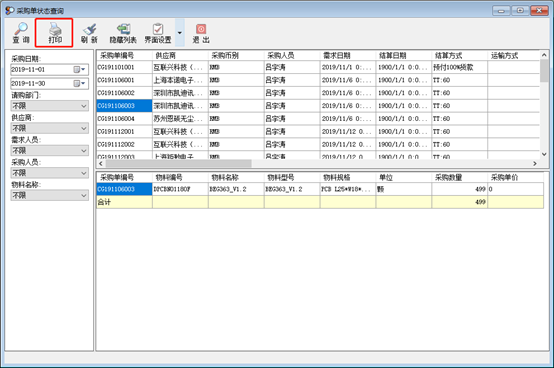 采购单状态查询
查 询 打印 刷 新 隐藏列表 界面设置 退 出
采购日期:
2019-11-01
2019-11-30
请购部门:
不限
供应商:
不限
需求人员:
不限
采购人员:
不限
物料名称:
不限
采购单编号 供应商 采购币别 采购人员 需求日期 结算日期 结算方式 运输方式
CG191101001 互联兴科技（... RMB 吕宇涛 2019/11/1 0:... 1900/1/1 0:0... 预付100%货款
CG191106001 上海本诺电子... RMB 吕宇涛 2019/11/6 0:... 1900/1/1 0:0... TT:60
CG191106002 深圳市凯迪讯... RMB 吕宇涛 2019/11/6 0:... 1900/1/1 0:0... TT:60
CG191106003 深圳市凯迪讯... RMB 吕宇涛 2019/11/6 0:... 1900/1/1 0:0... TT:60
CG191106004 苏州恩硕无尘... RMB 吕宇涛 2019/11/6 0:... 1900/1/1 0:0... TT:60
CG191112001 互联兴科技（... RMB 吕宇涛 2019/11/12 0... 1900/1/1 0:0... TT:60
CG191112002 互联兴科技（... RMB 吕宇涛 2019/11/12 0... 1900/1/1 0:0... TT:60
CG191112003 RMB 吕宇涛 2019/11/12 0... 1900/1/1 0:0... TT:60
采购单编号 物料编号 物料名称 物料型号 物料规格 单位 采购数量 采购单价
CG191106003 DPCBN01180F BEG363_V1.2 BEG363_V1.2 PCB L25*W18*... 499 0
合计 499